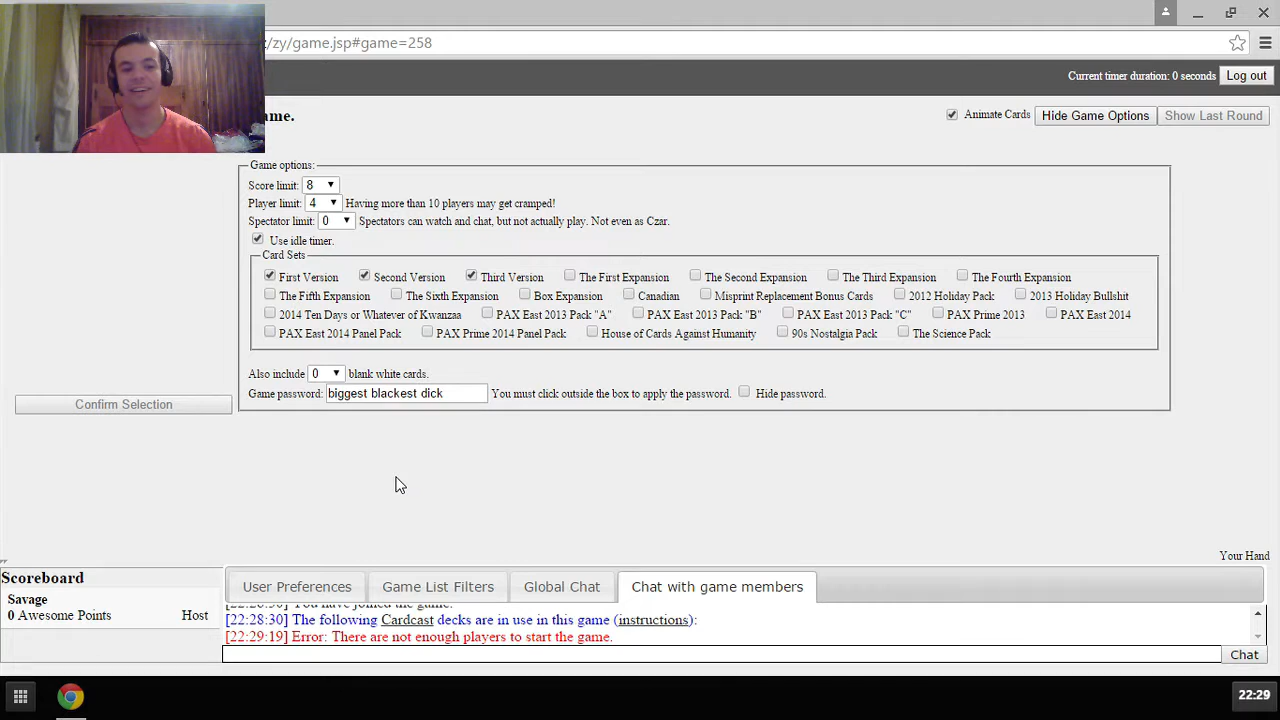 /zy/game.jsp#game=258
Current timer duration: 0 seconds Log out
ame. Animate Cards Hide Game Options Show Last Round
Game options:
Score limit: 8
Player limit: 4 Having more than 10 players may get cramped!
Spectator limit: 0 Spectators can watch and chat, but not actually play. Not even as Czar.
Use idle timer.
Card Sets
First Version Second Version Third Version The First Expansion The Second Expansion The Third Expansion The Fourth Expansion
The Fifth Expansion The Sixth Expansion Box Expansion Canadian Misprint Replacement Bonus Cards 2012 Holiday Pack 2013 Holiday Bullshit
2014 Ten Days or Whatever of Kwanzaa PAX East 2013 Pack "A" PAX East 2013 Pack "B" PAX East 2013 Pack "C" PAX Prime 2013 PAX East 2014
PAX East 2014 Panel Pack PAX Prime 2014 Panel Pack House of Cards Against Humanity 90s Nostalgia Pack The Science Pack
Also include 0 blank white cards.
Game password: biggest blackest dick You must click outside the box to apply the password. Hide password.
Confirm Selection
Your Hand
Scoreboard
Savage
0 Awesome Points Host
User Preferences Game List Filters Global Chat Chat with game members
[22:28:30] You have joined the game.
[22:28:30] The following Cardcast decks are in use in this game (instructions):
[22:29:19] Error: There are not enough players to start the game.
Chat
22:29